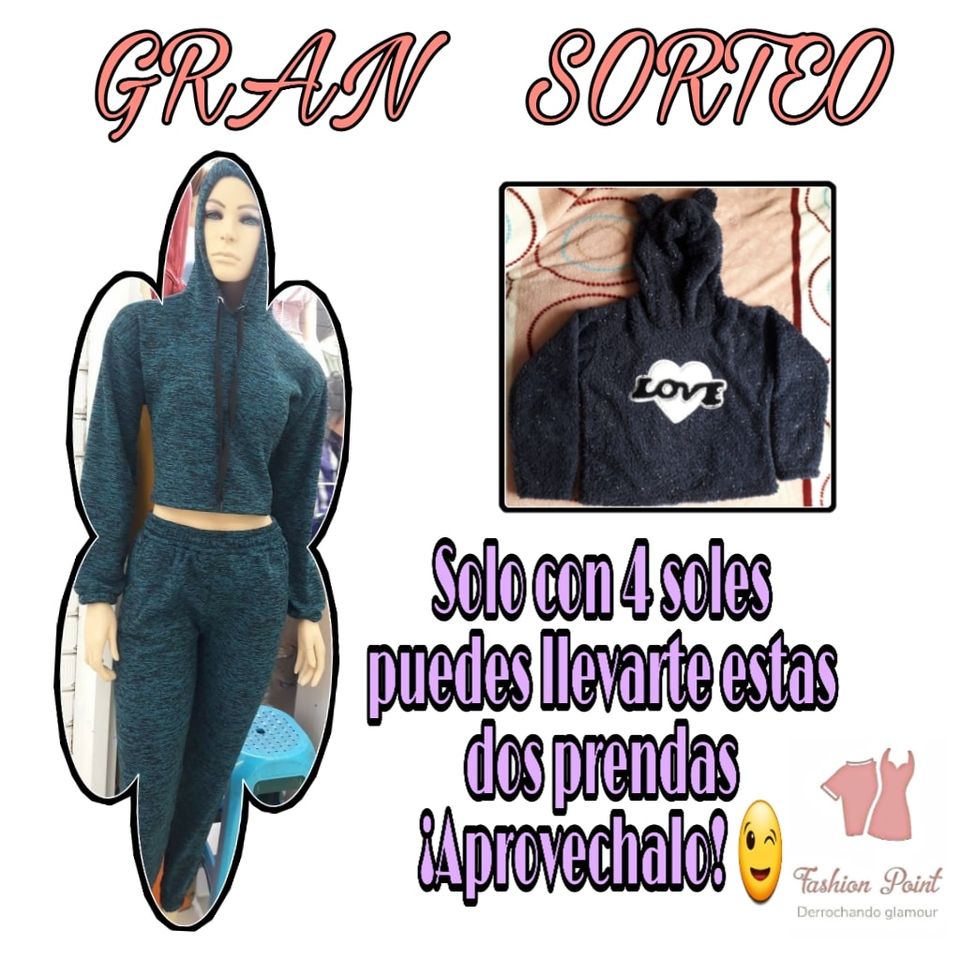 GRAN SORTEO
LOVE
Solo con 4 soles
puedes llevarte estas
dos prendas
¡Aprovechalo!
Fashion Point
Derrochando glamour